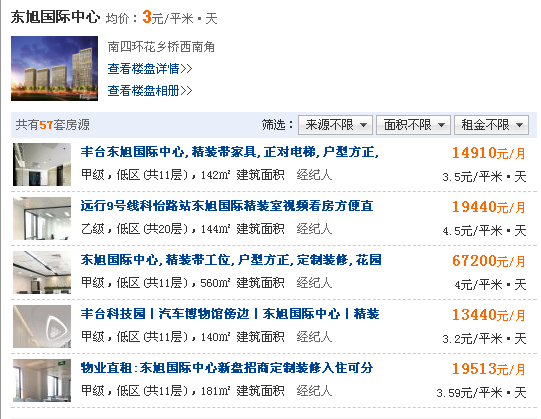 东旭国际中心 均价：3元/平米·天
南四环花乡桥西南角
查看楼盘详情>>
查看楼盘相册>>
共有57套房源 筛选： 来源不限 面积不限 租金不限
丰台东旭国际中心,精装带家具,正对电梯,户型方正, 14910元/月
甲级，低区(共11层)，142㎡ 建筑面积 经纪人 3.5元/平米·天
远行9号线科怡路站东旭国际精装室视频看房方便直 19440元/月
乙级，低区(共20层)，144㎡ 建筑面积 经纪人 4.5元/平米·天
东旭国际中心,精装带工位,户型方正,定制装修,花园 67200元/月
甲级，低区(共11层)，560㎡ 建筑面积 经纪人 4元/平米·天
丰台科技园丨汽车博物馆傍边丨东旭国际中心丨精装 13440元/月
甲级，低区(共11层)，140㎡ 建筑面积 经纪人 3.2元/平米·天
物业直租:东旭国际中心新盘招商定制装修入住可分 19513元/月
甲级，低区(共11层)，181㎡ 建筑面积 经纪人 3.59元/平米·天